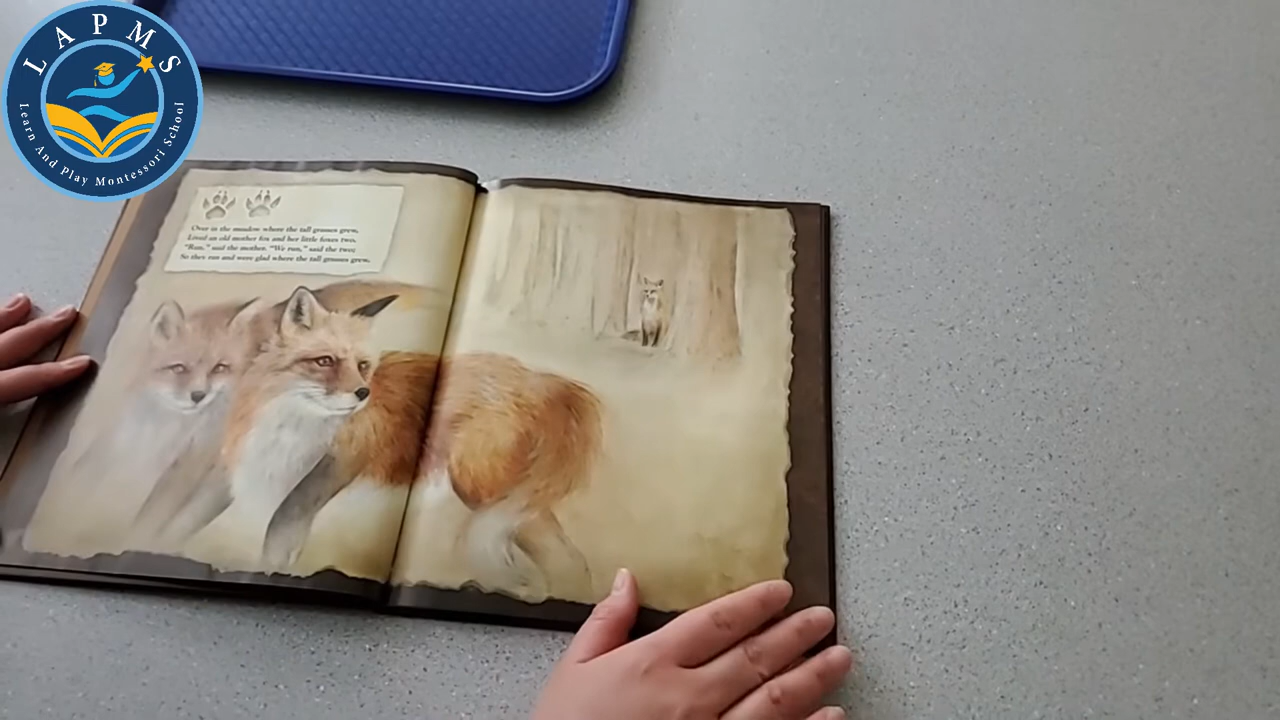 LAPMS
Learn And Play Montessori School
Over in the meadow where the tall grasses grew,
Lived an old mother fox and her little foxes two.
"Run," said the mother. "We run," said the two;
So they ran and were glad where the tall grasses grew.